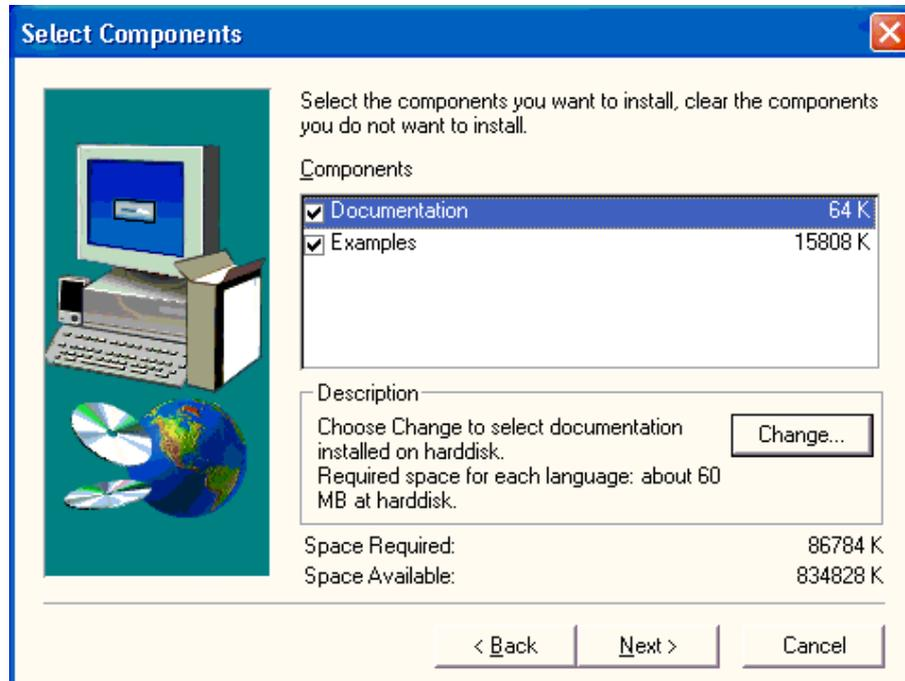 Select Components
Select the components you want to install, clear the components
you do not want to install.
Components
Documentation 64 K
Examples 15808 K
Description
Choose Change to select documentation
installed on harddisk.
Required space for each language: about 60
MB at harddisk.
Change...
Space Required: 86784 K
Space Available: 834828 K
< Back Next > Cancel